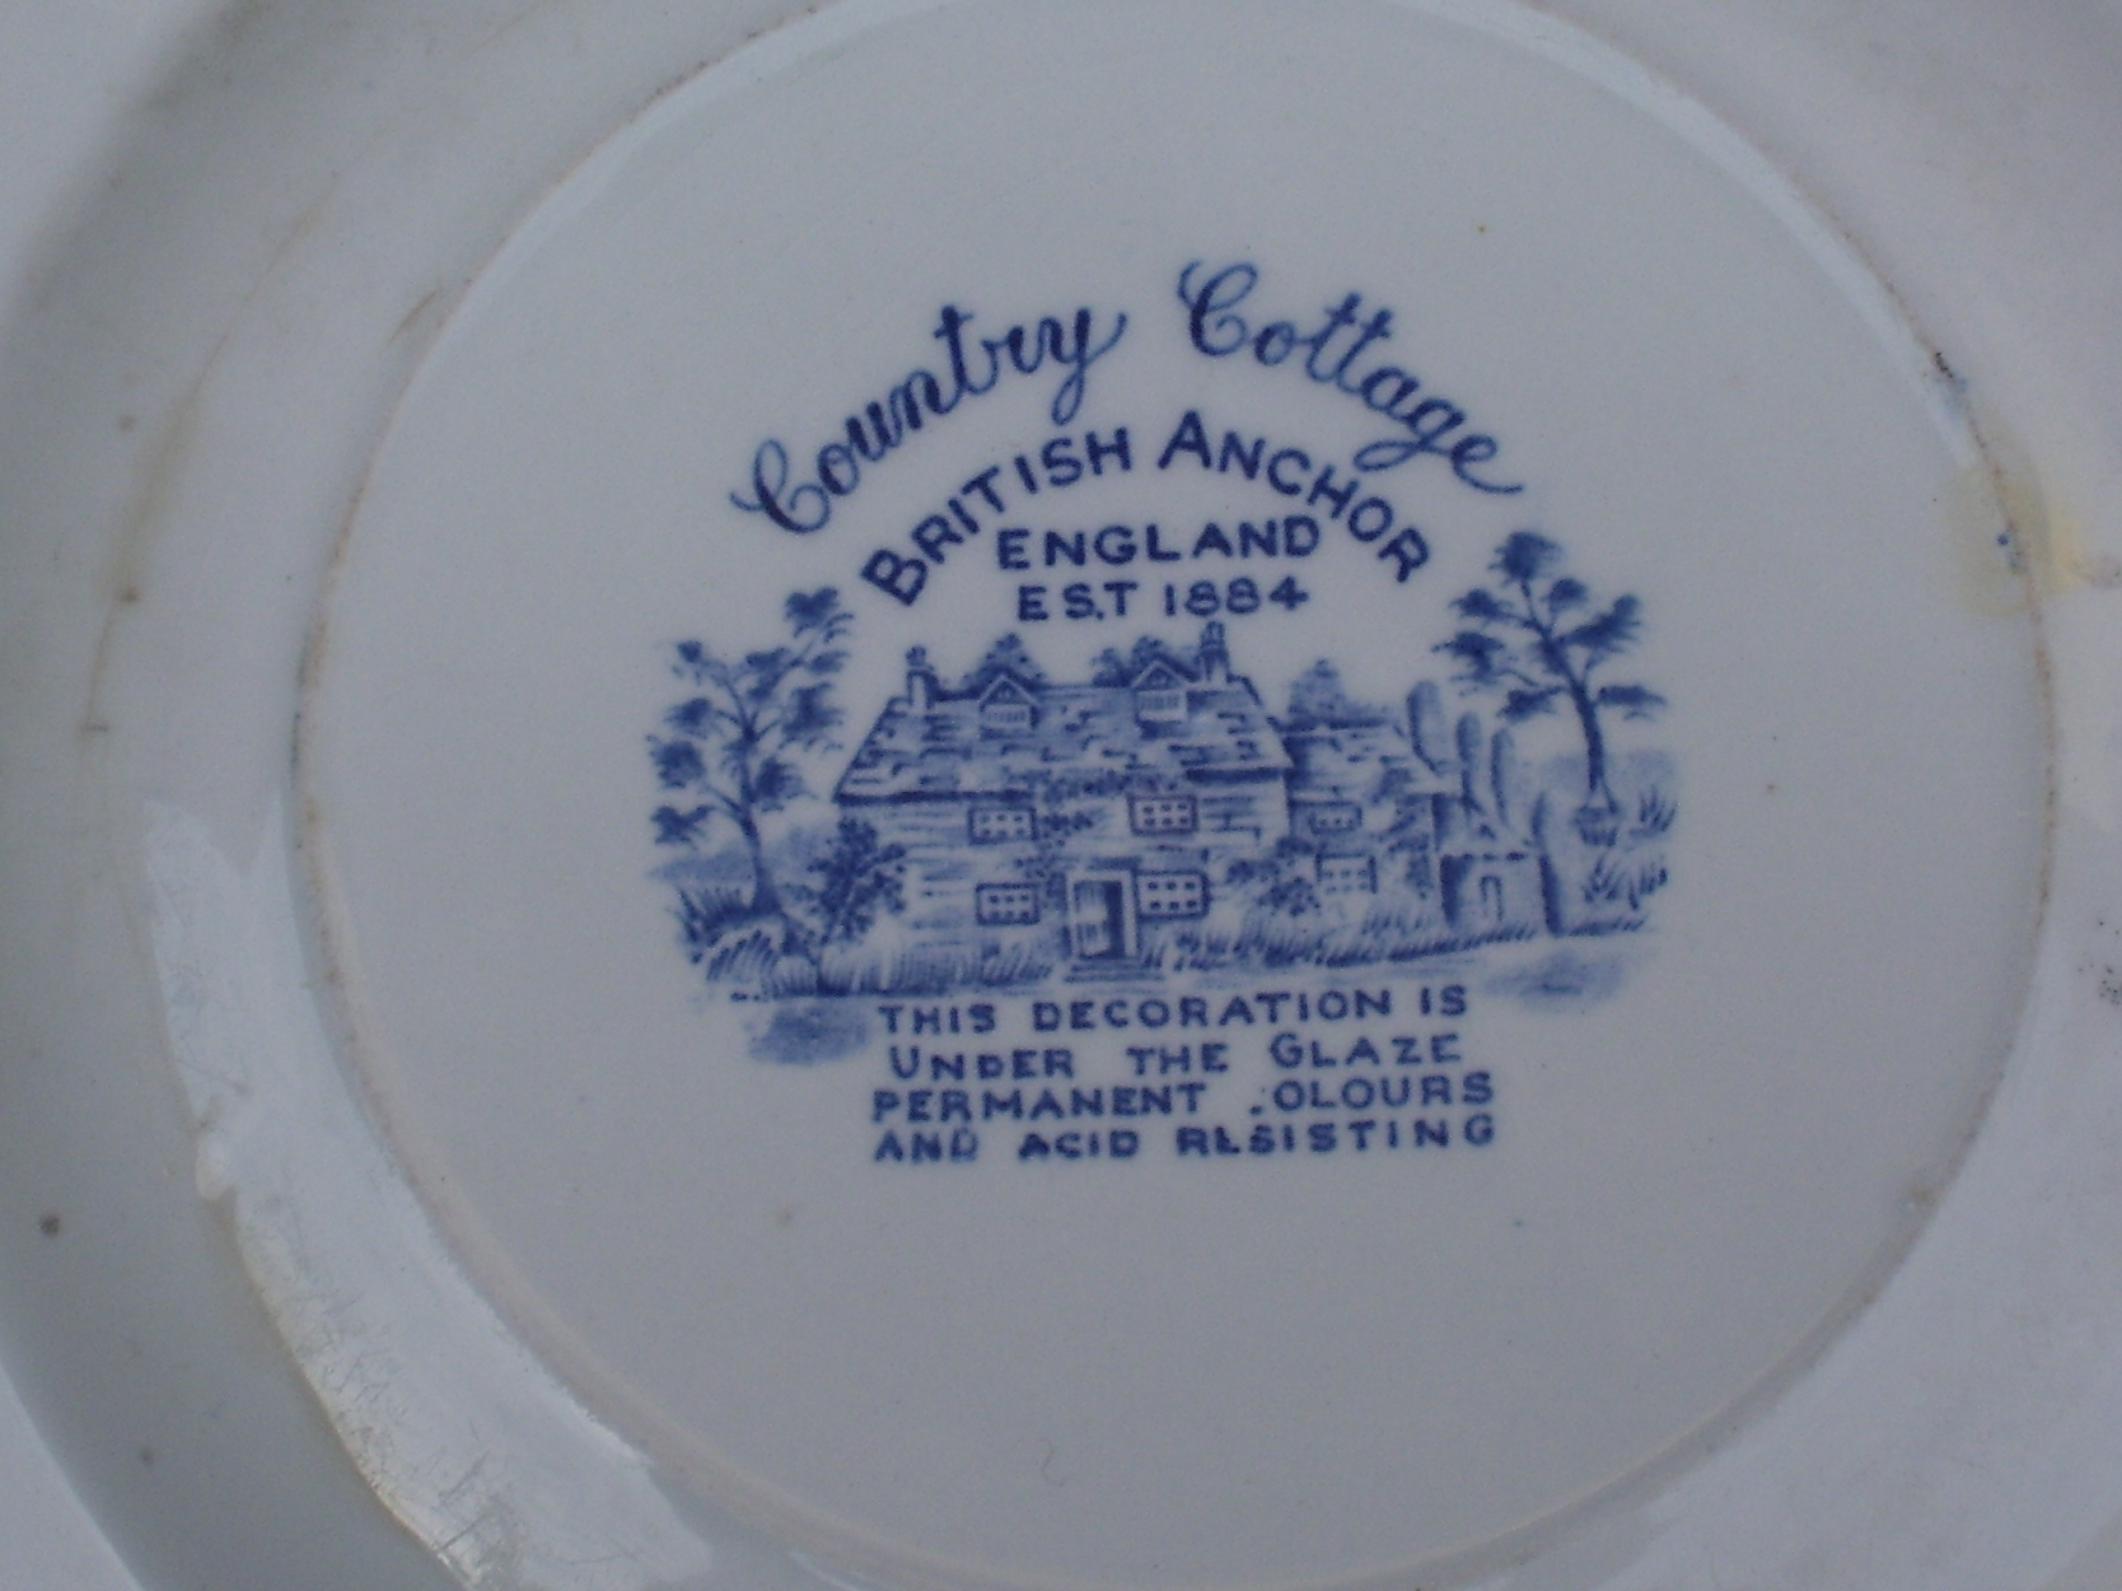 Country Cottage
BRITISH ANCHOR
ENGLAND
EST. 1884
THIS DECORATION IS
UNDER THE GLAZE
PERMANENT .OLOURS
AND ACID RESISTING